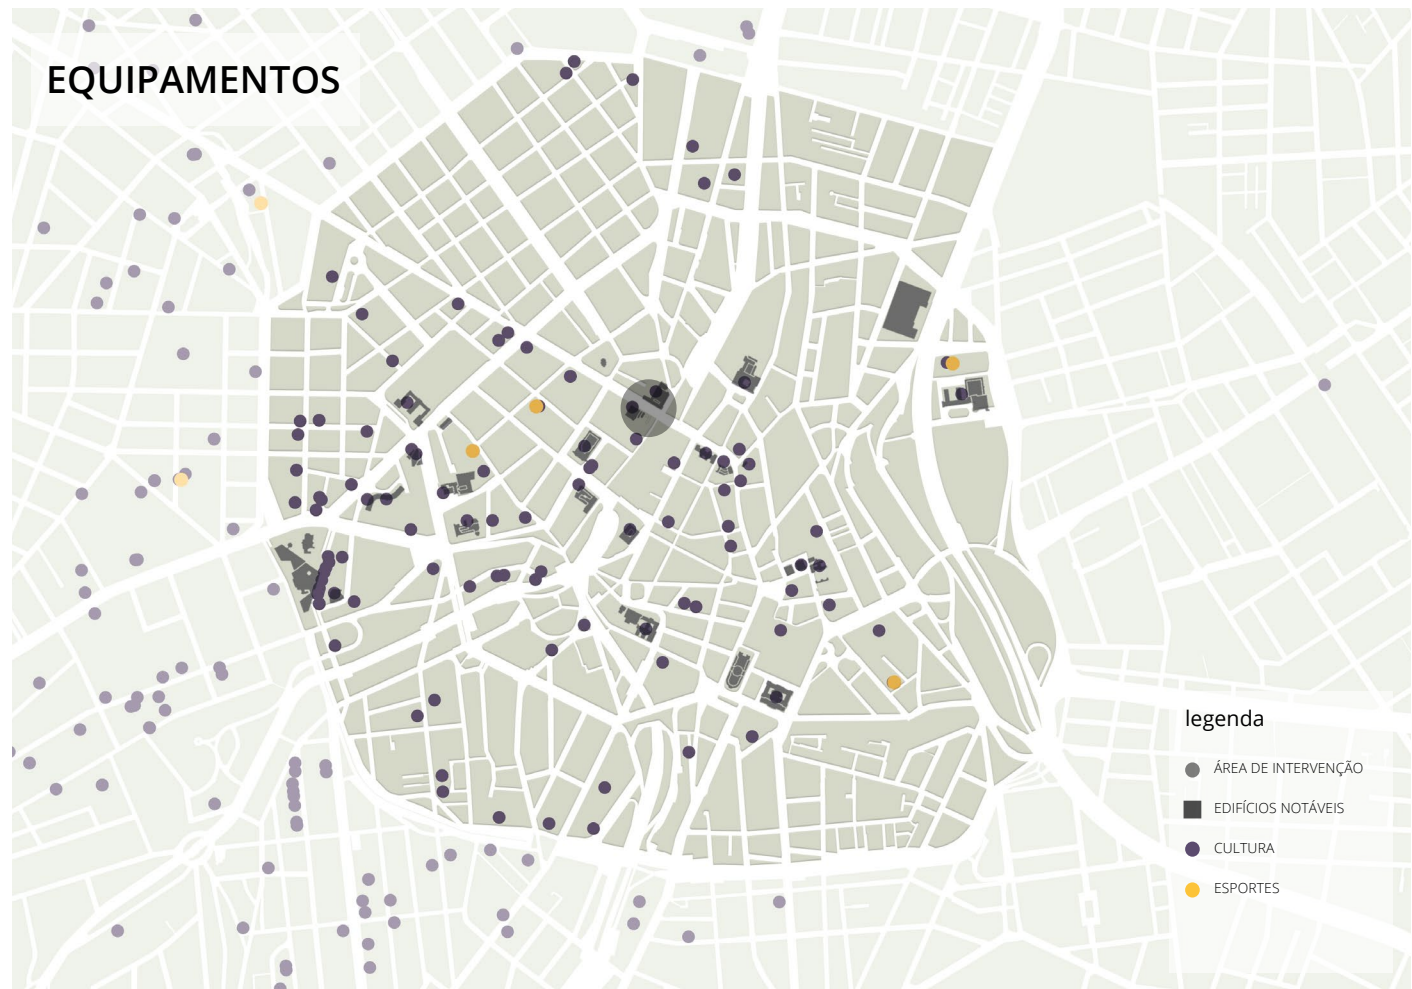 EQUIPAMENTOS
legenda
ÁREA DE INTERVENÇÃO
EDIFÍCIOS NOTÁVEIS
CULTURA
ESPORTES